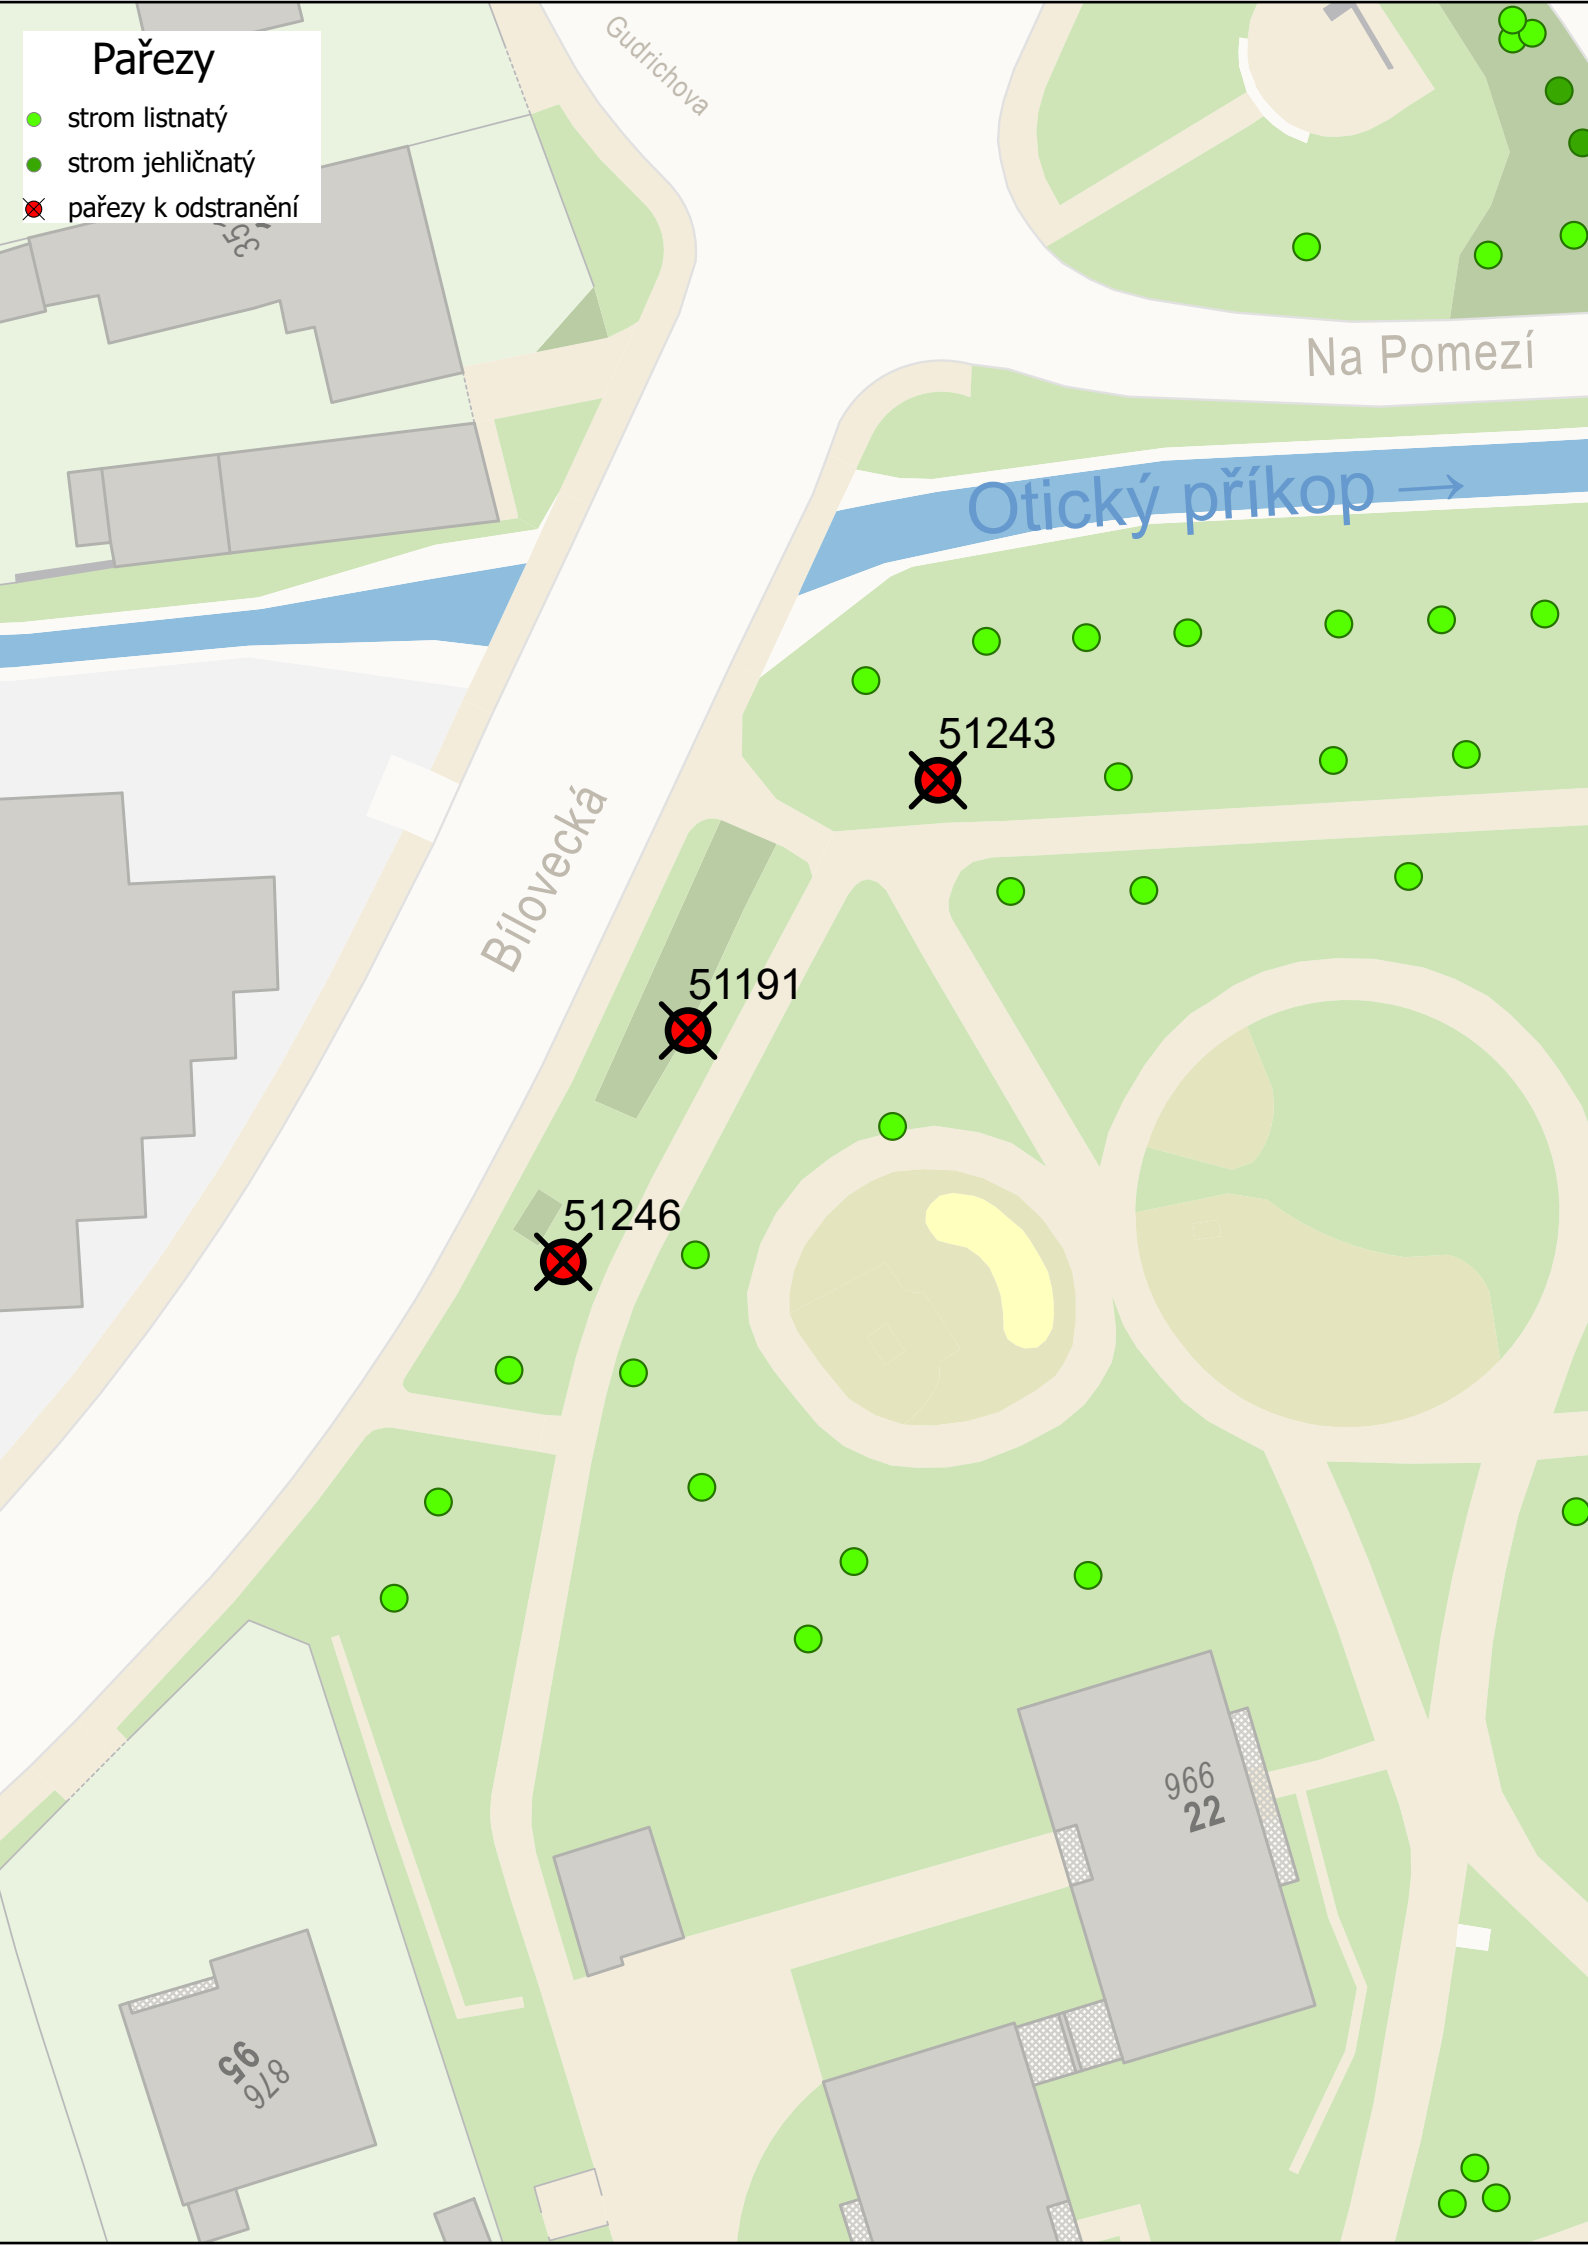 Pařezy
strom listnatý
strom jehličnatý
pařezy k odstranění
Gudrichova
Na Pomezí
Otický příkop →
51243
Bílovecká
51191
51246
966
22
95
878